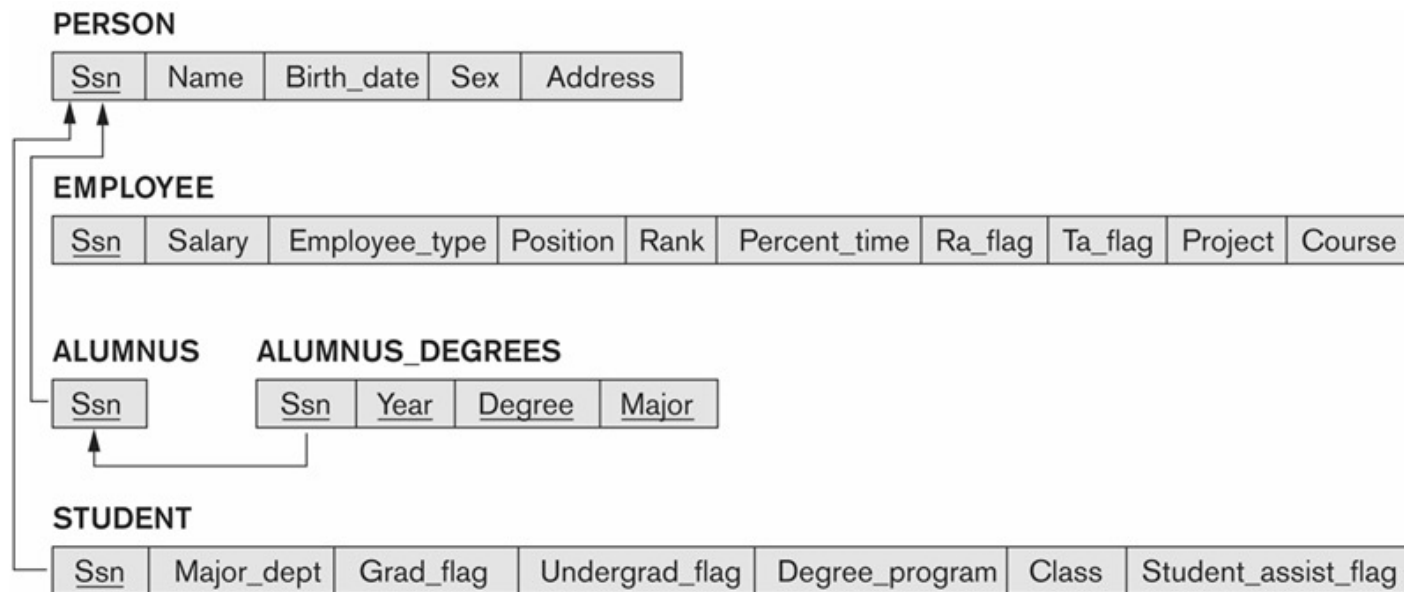 PERSON
Ssn Name Birth_date Sex Address
EMPLOYEE
Ssn Salary Employee_type Position Rank Percent_time Ra_flag Ta_flag Project Course
ALUMNUS ALUMNUS_DEGREES
Ssn Ssn Year Degree Major
STUDENT
Ssn Major_dept Grad_flag Undergrad_flag Degree_program Class Student_assist_flag